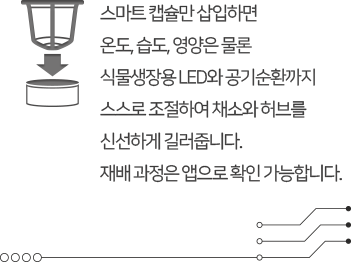 스마트 캡슐만 삽입하면
온도, 습도, 영양은 물론
식물생장용 LED와 공기순환까지
스스로 조절하여 채소와 허브를
신선하게 길러줍니다.
재배 과정은 앱으로 확인 가능합니다.